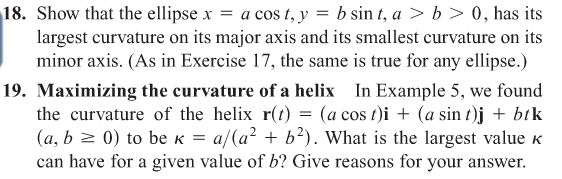 18. Show that the ellipse x = a cos t, y = b sin t, a > b > 0, has its
largest curvature on its major axis and its smallest curvature on its
minor axis. (As in Exercise 17, the same is true for any ellipse.)
19. Maximizing the curvature of a helix In Example 5, we found
the curvature of the helix r(t) = (a cos t)i + (a sin t)j + btk
(a, b ≥ 0) to be κ = a/(a² + b²). What is the largest value κ
can have for a given value of b? Give reasons for your answer.